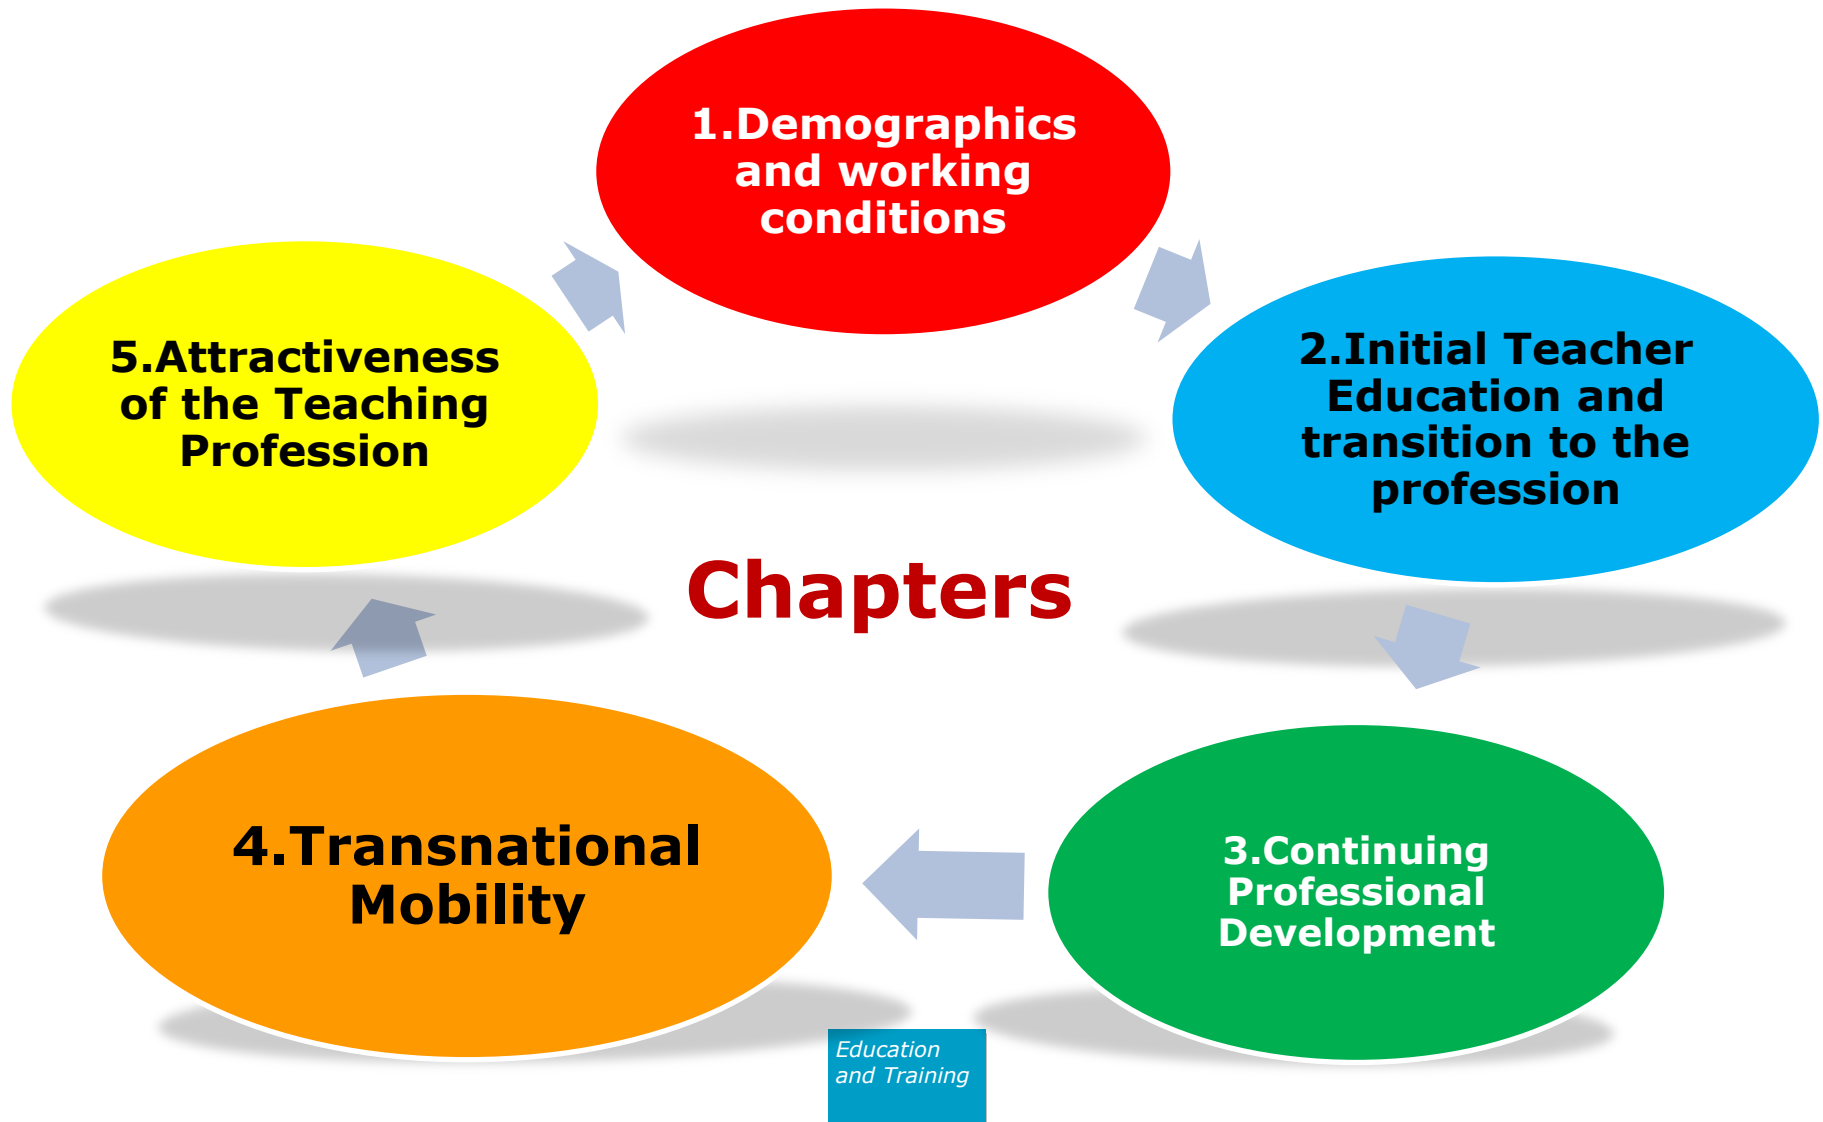 1.Demographics
and working
conditions
2.Initial Teacher
Education and
transition to the
profession
3.Continuing
Professional
Development
4.Transnational
Mobility
5.Attractiveness
of the Teaching
Profession
Chapters
Education
and Training